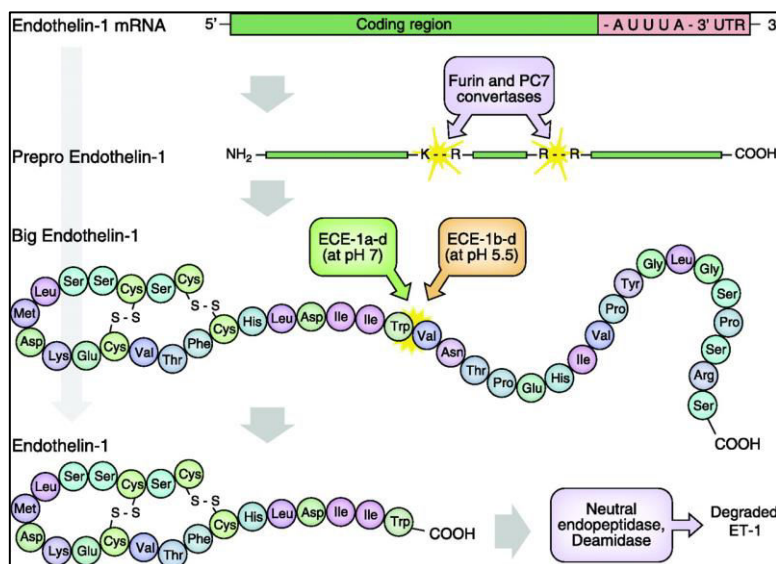 Endothelin-1 mRNA
5'
Coding region
- A U U U A - 3' UTR
3
Furin and PC7
convertases
Prepro Endothelin-1
NH2
K - - R
R - - R
COOH
Big Endothelin-1
ECE-1a-d
(at pH 7)
ECE-1b-d
(at pH 5.5)
Met Leu Ser Ser Cys Ser Cys
S - S
S - S
Asp Lys Glu Cys Val Thr Phe Cys His Leu Asp Ile Ile Trp Val Asn Thr Pro Glu His Ile Val Pro Tyr Gly Leu Gly Ser Pro Ser Arg Ser
COOH
Endothelin-1
Met Leu Ser Ser Cys Ser Cys
S - S
S - S
Asp Lys Glu Cys Val Thr Phe Cys His Leu Asp Ile Ile Trp
COOH
Neutral
endopeptidase,
Deamidase
Degraded
ET-1